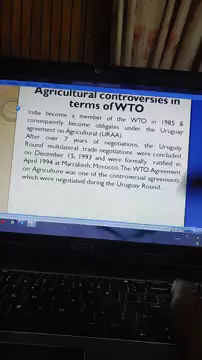 Agricultural controversies in
terms of WTO
India become a member of the WTO in 1985 &
consequently become obligates under the Uruguay
agreement on Agricultural (URAA).
After over 7 years of negotiations, the Uruguay
Round multilateral trade negotiations were concluded
on December 15, 1993 and were formally ratified in
April 1994 at Marrakesh, Morocco. The WTO Agreement
on Agriculture was one of the controversial agreements
which were negotiated during the Uruguay Round.